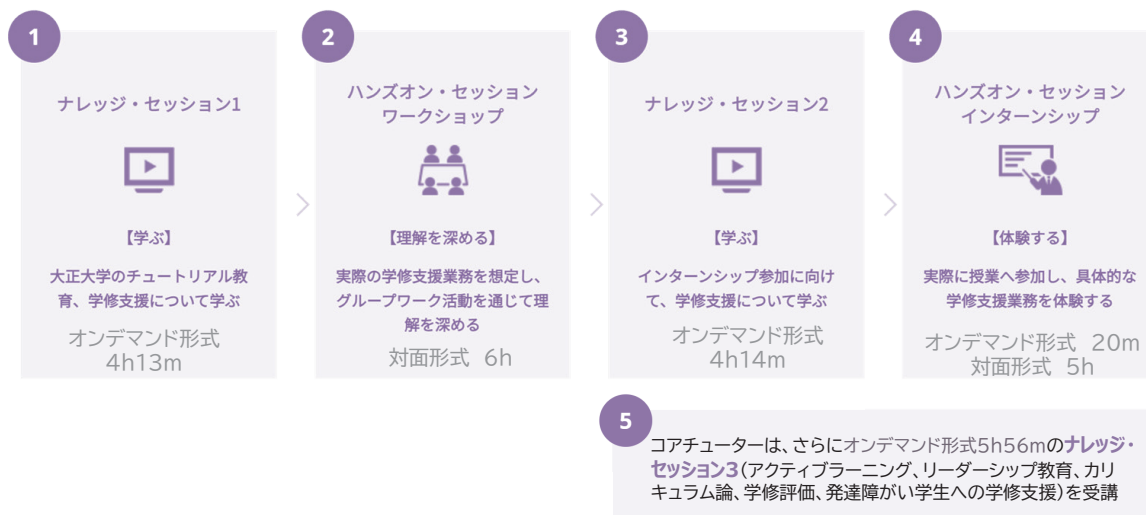 1
ナレッジ・セッション1
【学ぶ】
大正大学のチュートリアル教
育、学修支援について学ぶ
オンデマンド形式
4h13m
2
ハンズオン・セッション
ワークショップ
【理解を深める】
実際の学修支援業務を想定し、
グループワーク活動を通じて理
解を深める
対面形式 6h
3
ナレッジ・セッション2
【学ぶ】
インターンシップ参加に向け
て、学修支援について学ぶ
オンデマンド形式
4h14m
4
ハンズオン・セッション
インターンシップ
【体験する】
実際に授業へ参加し、具体的な
学修支援業務を体験する
オンデマンド形式 20m
対面形式 5h
5
コアチューターは、さらにオンデマンド形式5h56mのナレッジ・
セッション3(アクティブラーニング、リーダーシップ教育、カリ
キュラム論、学修評価、発達障がい学生への学修支援)を受講